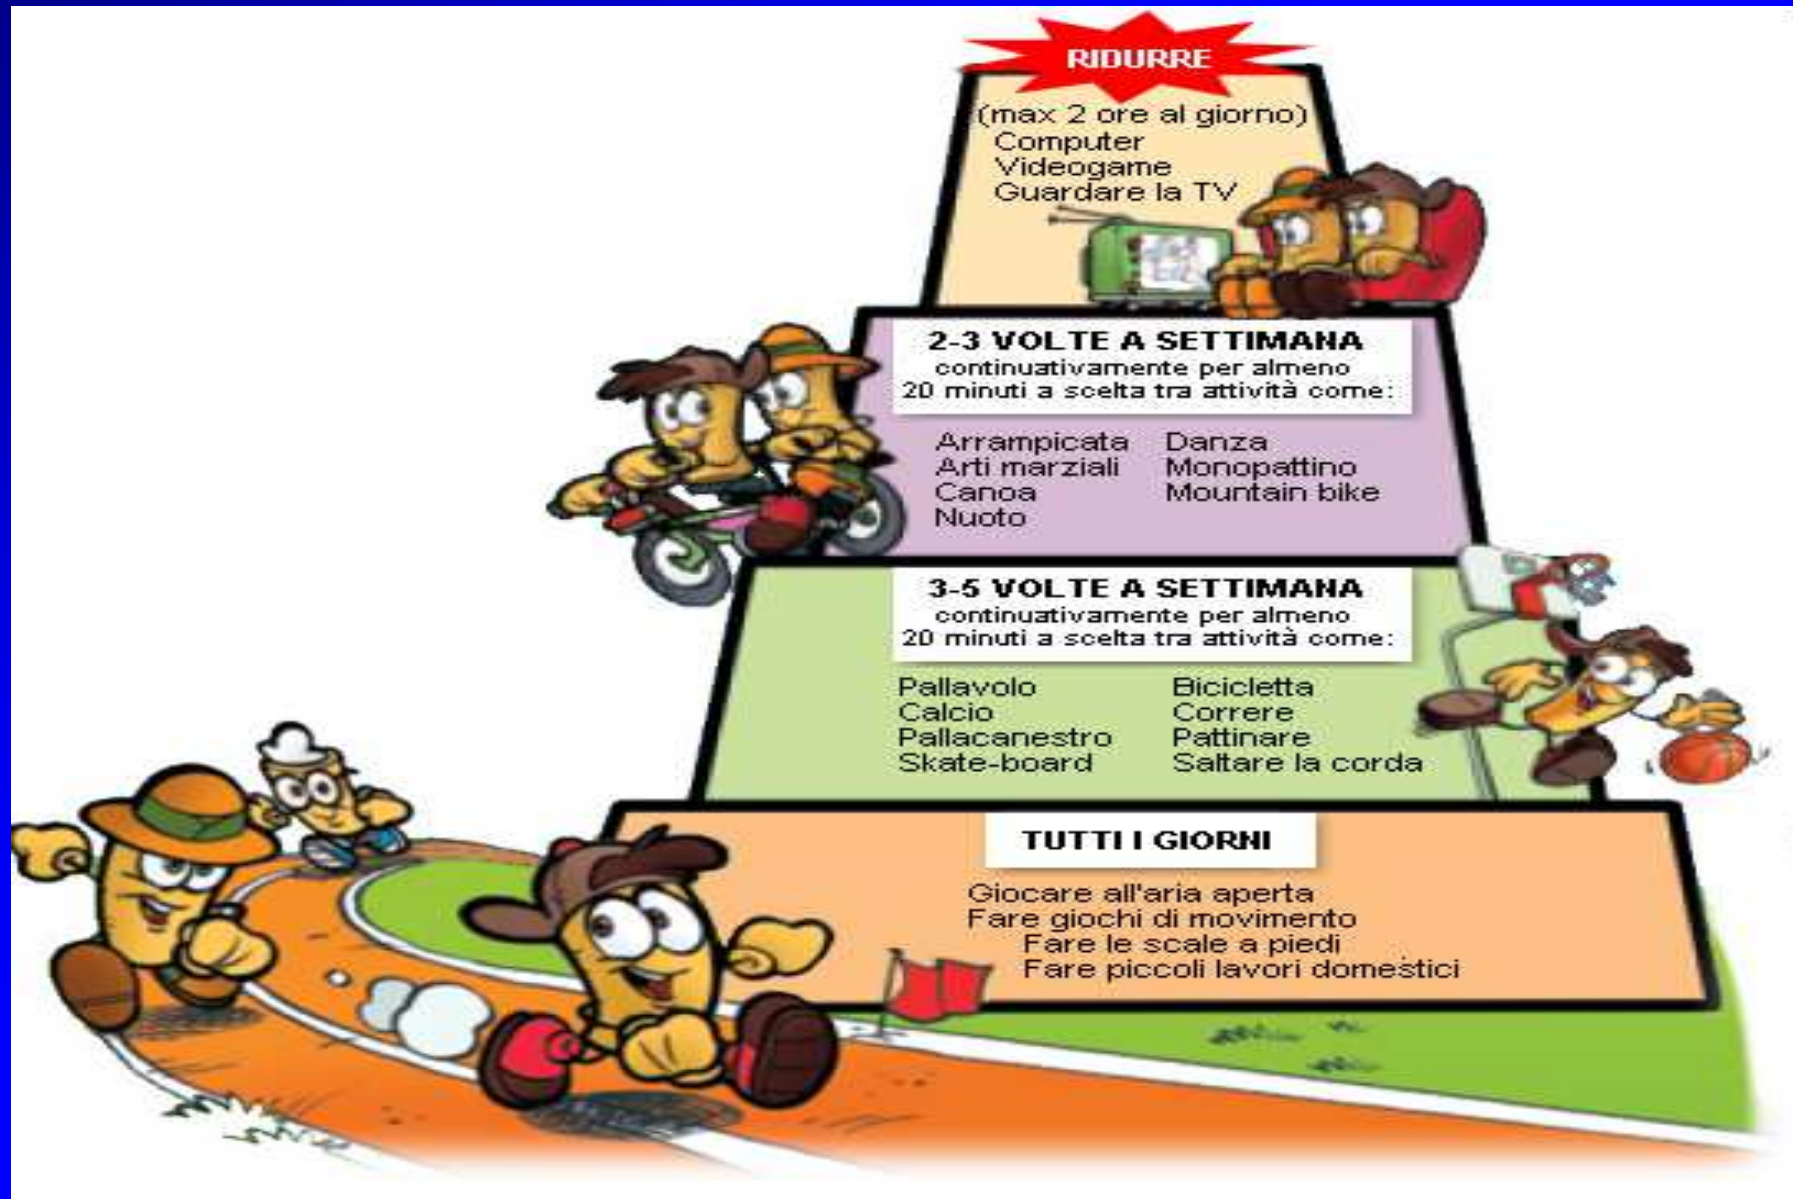 RIDURRE
(max 2 ore al giorno)
Computer
Videogame
Guardare la TV
2-3 VOLTE A SETTIMANA
continuativamente per almeno
20 minuti a scelta tra attività come:
Arrampicata Danza
Arti marziali Monopattino
Canoa Mountain bike
Nuoto
3-5 VOLTE A SETTIMANA
continuativamente per almeno
20 minuti a scelta tra attività come:
Pallavolo Bicicletta
Calcio Correre
Pallacanestro Pattinare
Skate-board Saltare la corda
TUTTI I GIORNI
Giocare all'aria aperta
Fare giochi di movimento
Fare le scale a piedi
Fare piccoli lavori domestici